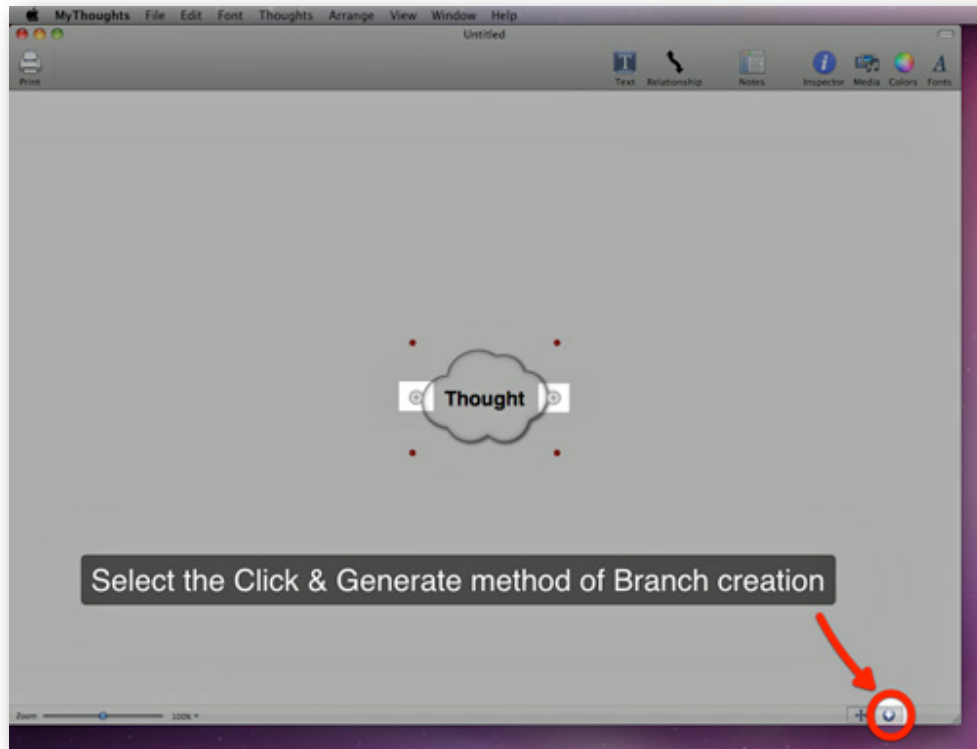 MyThoughts File Edit Font Thoughts Arrange View Window Help
Untitled
Print
Text Relationship Notes Inspector Media Colors Fonts
Thought
Select the Click & Generate method of Branch creation
Zoom 100%